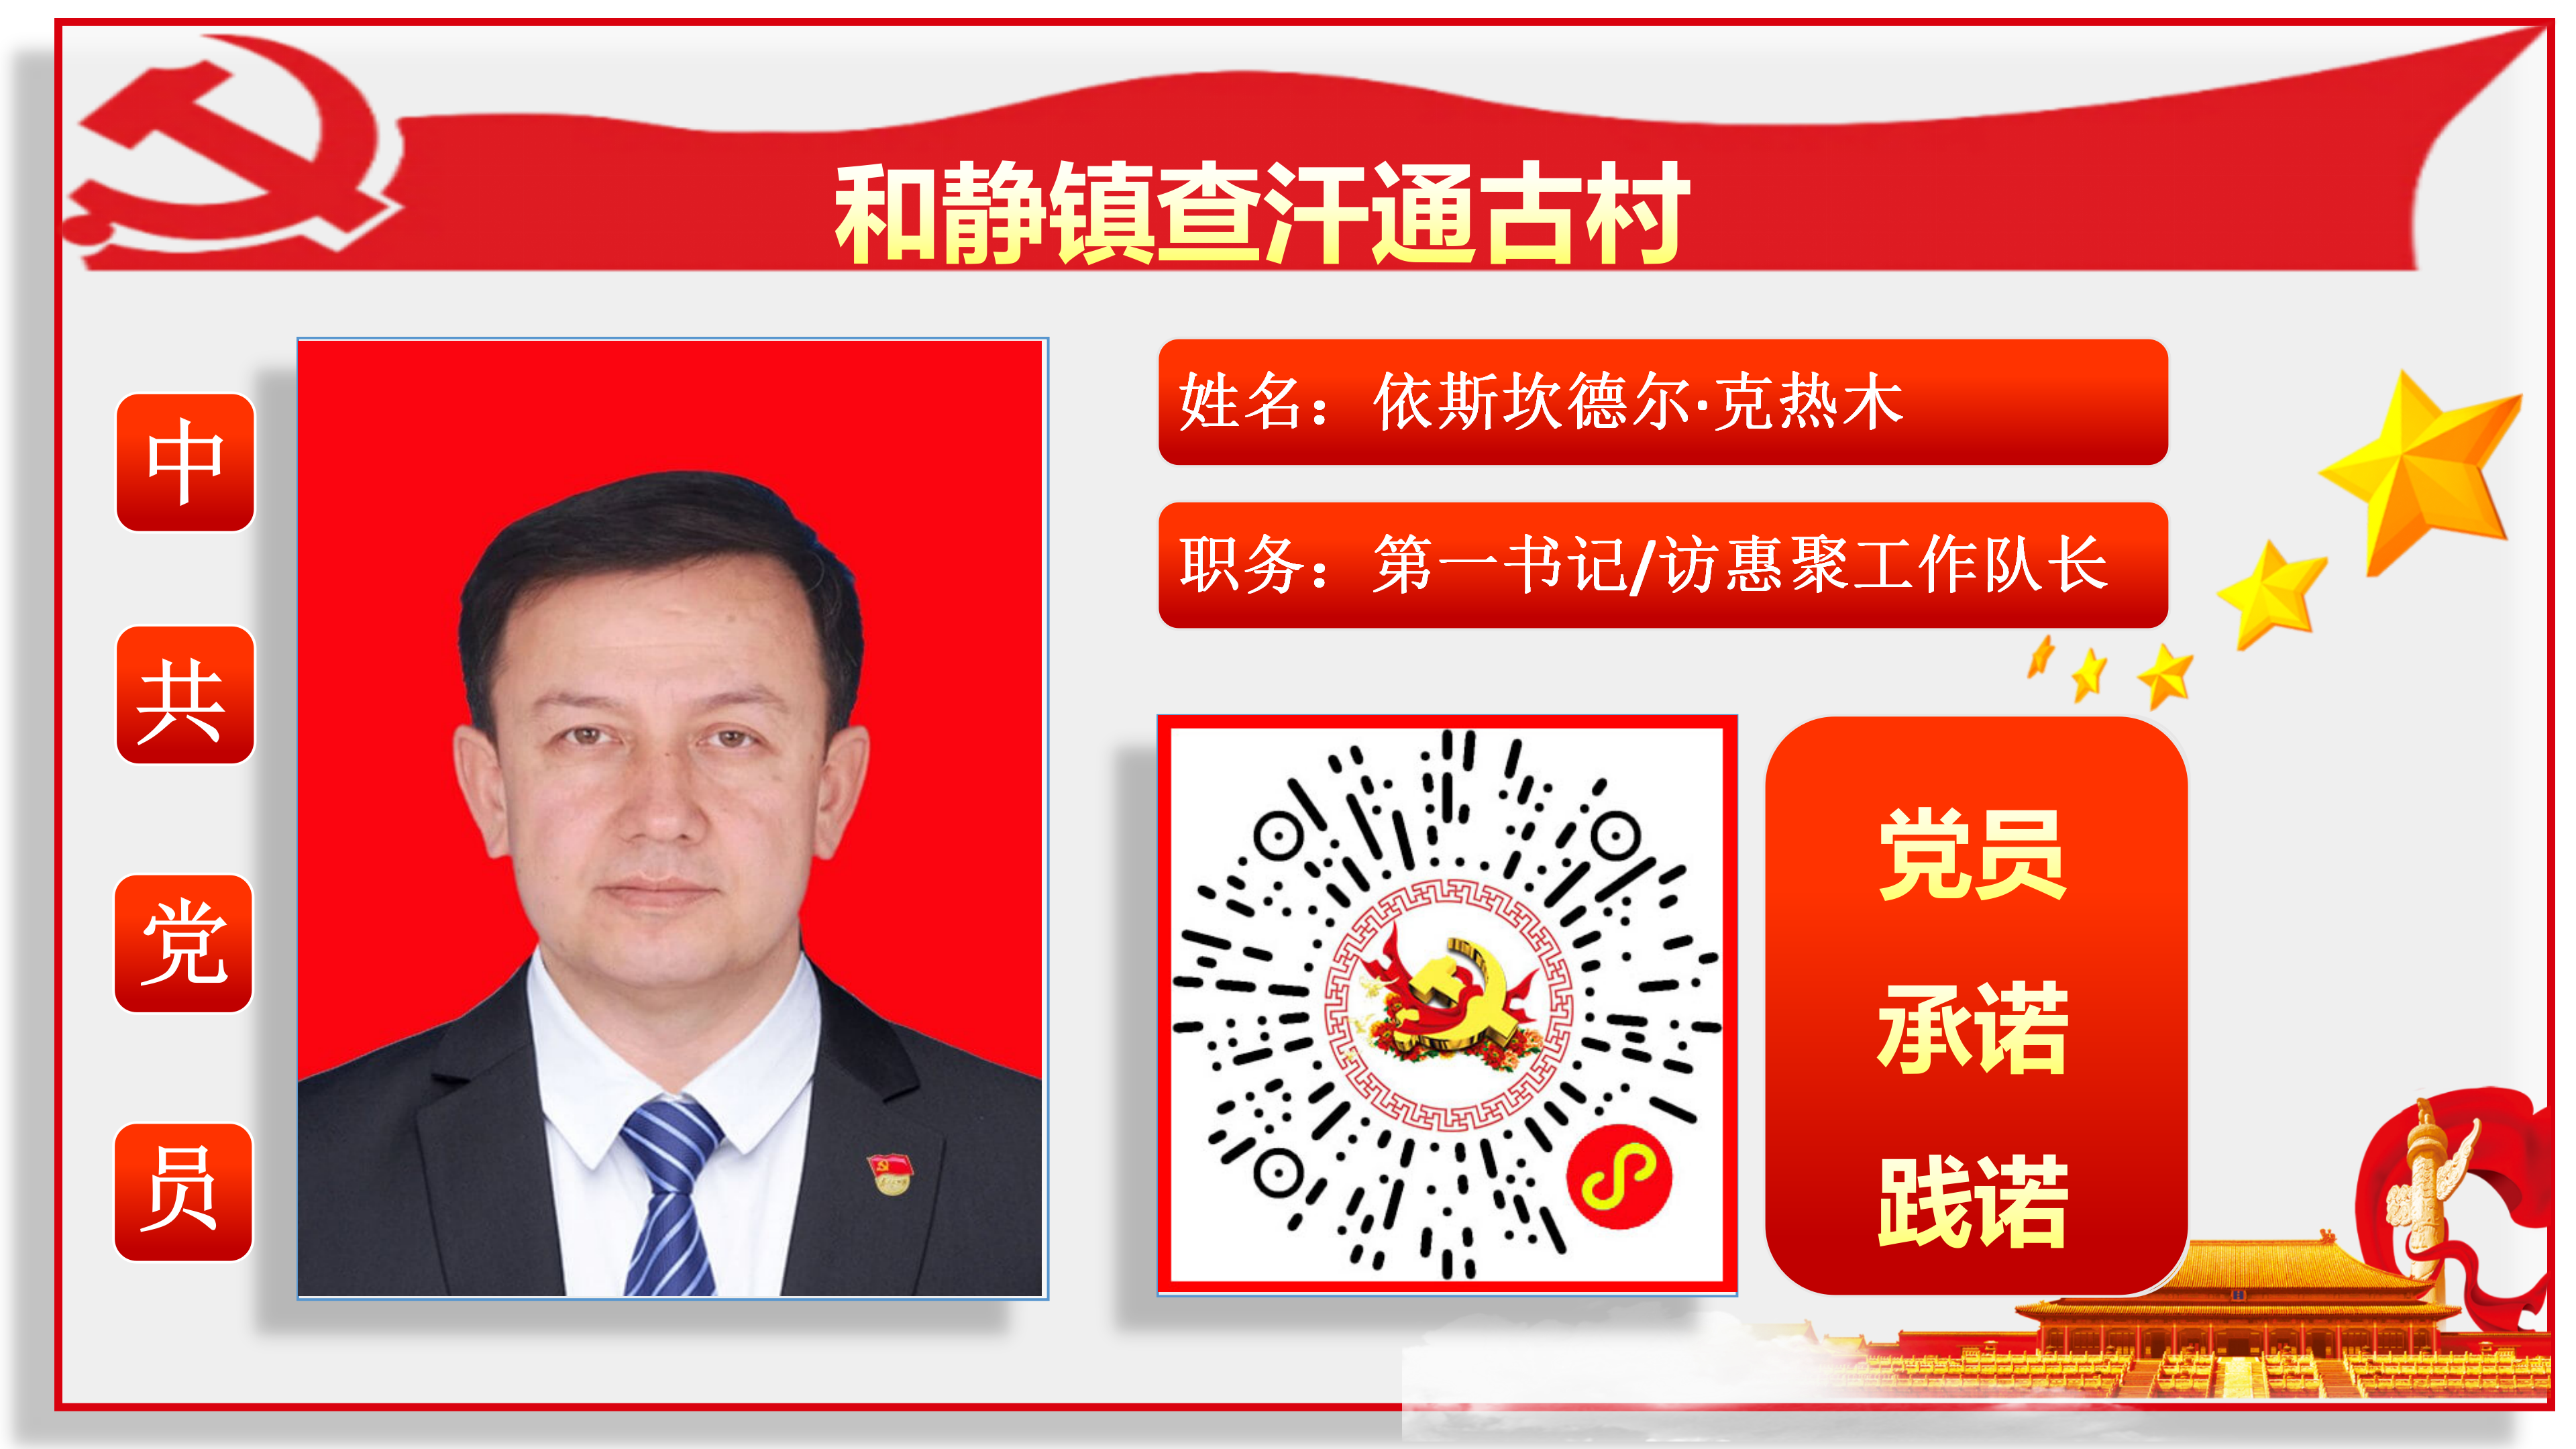 和静镇查汗通古村
中
共
党
员
姓名：依斯坎德尔·克热木
职务：第一书记/访惠聚工作队长
党员
承诺
践诺